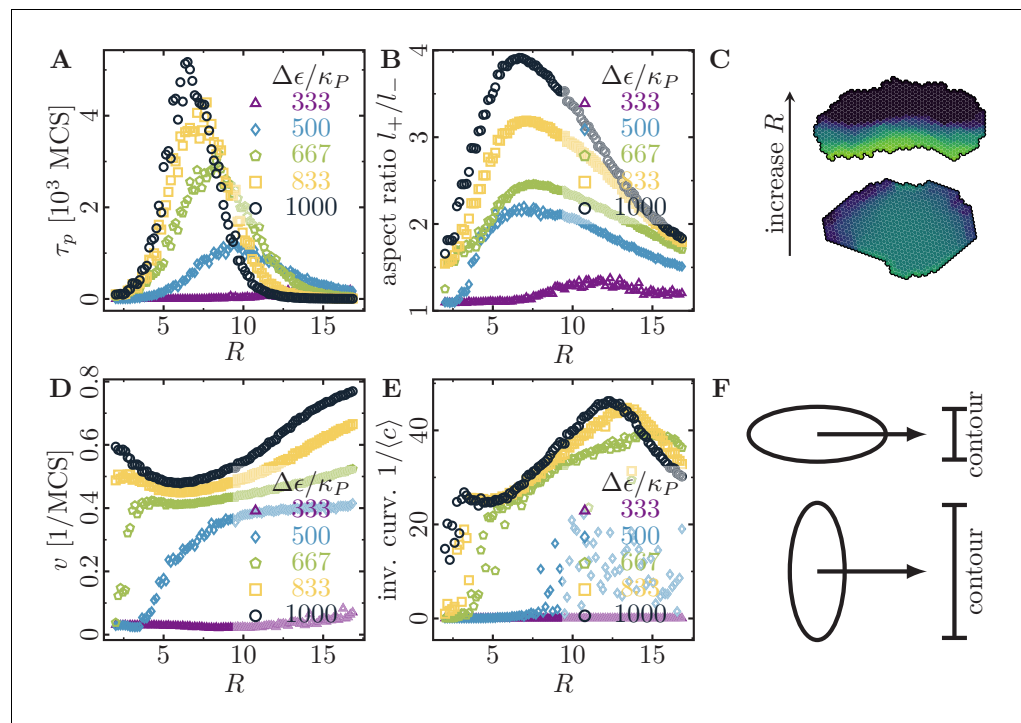 A
τp [10³ MCS]
4
2
0
5
10
15
R
Δϵ/κP
333
500
667
833
1000
B
aspect ratio l+/l−
4
3
2
1
5
10
15
R
Δϵ/κP
333
500
667
833
1000
C
increase R
D
v [1/MCS]
0.8
0.6
0.4
0.2
0
5
10
15
R
Δϵ/κP
333
500
667
833
1000
E
inv. curv. 1/⟨c⟩
40
20
0
5
10
15
R
Δϵ/κP
333
500
667
833
1000
F
contour
contour